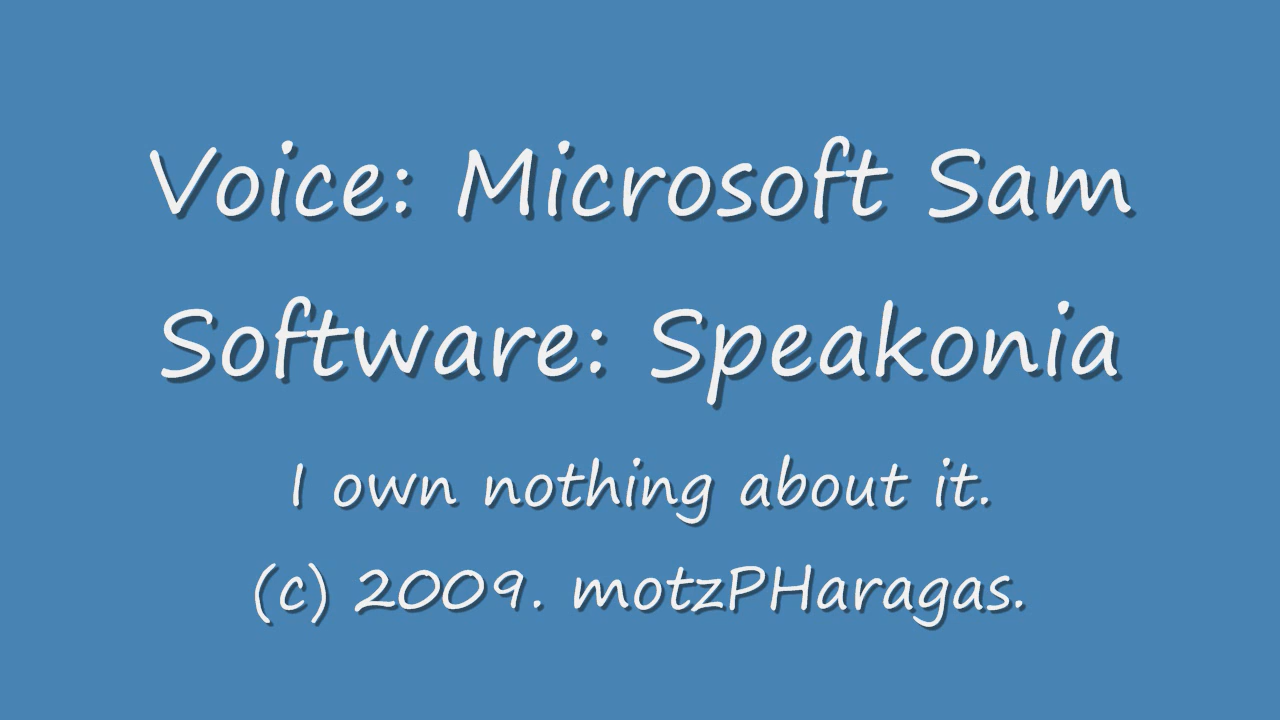 Voice: Microsoft Sam
Software: Speakonia
I own nothing about it.
(c) 2009. motzPHaragas.